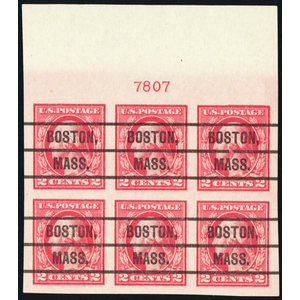 7807
U.S. POSTAGE U.S. POSTAGE U.S. POSTAGE
BOSTON, BOSTON, BOSTON,
MASS. MASS. MASS.
2 CENTS 2 2 CENTS 2 2 CENTS 2
U.S. POSTAGE U.S. POSTAGE U.S. POSTAGE
BOSTON, BOSTON, BOSTON,
MASS. MASS. MASS.
2 CENTS 2 2 CENTS 2 2 CENTS 2